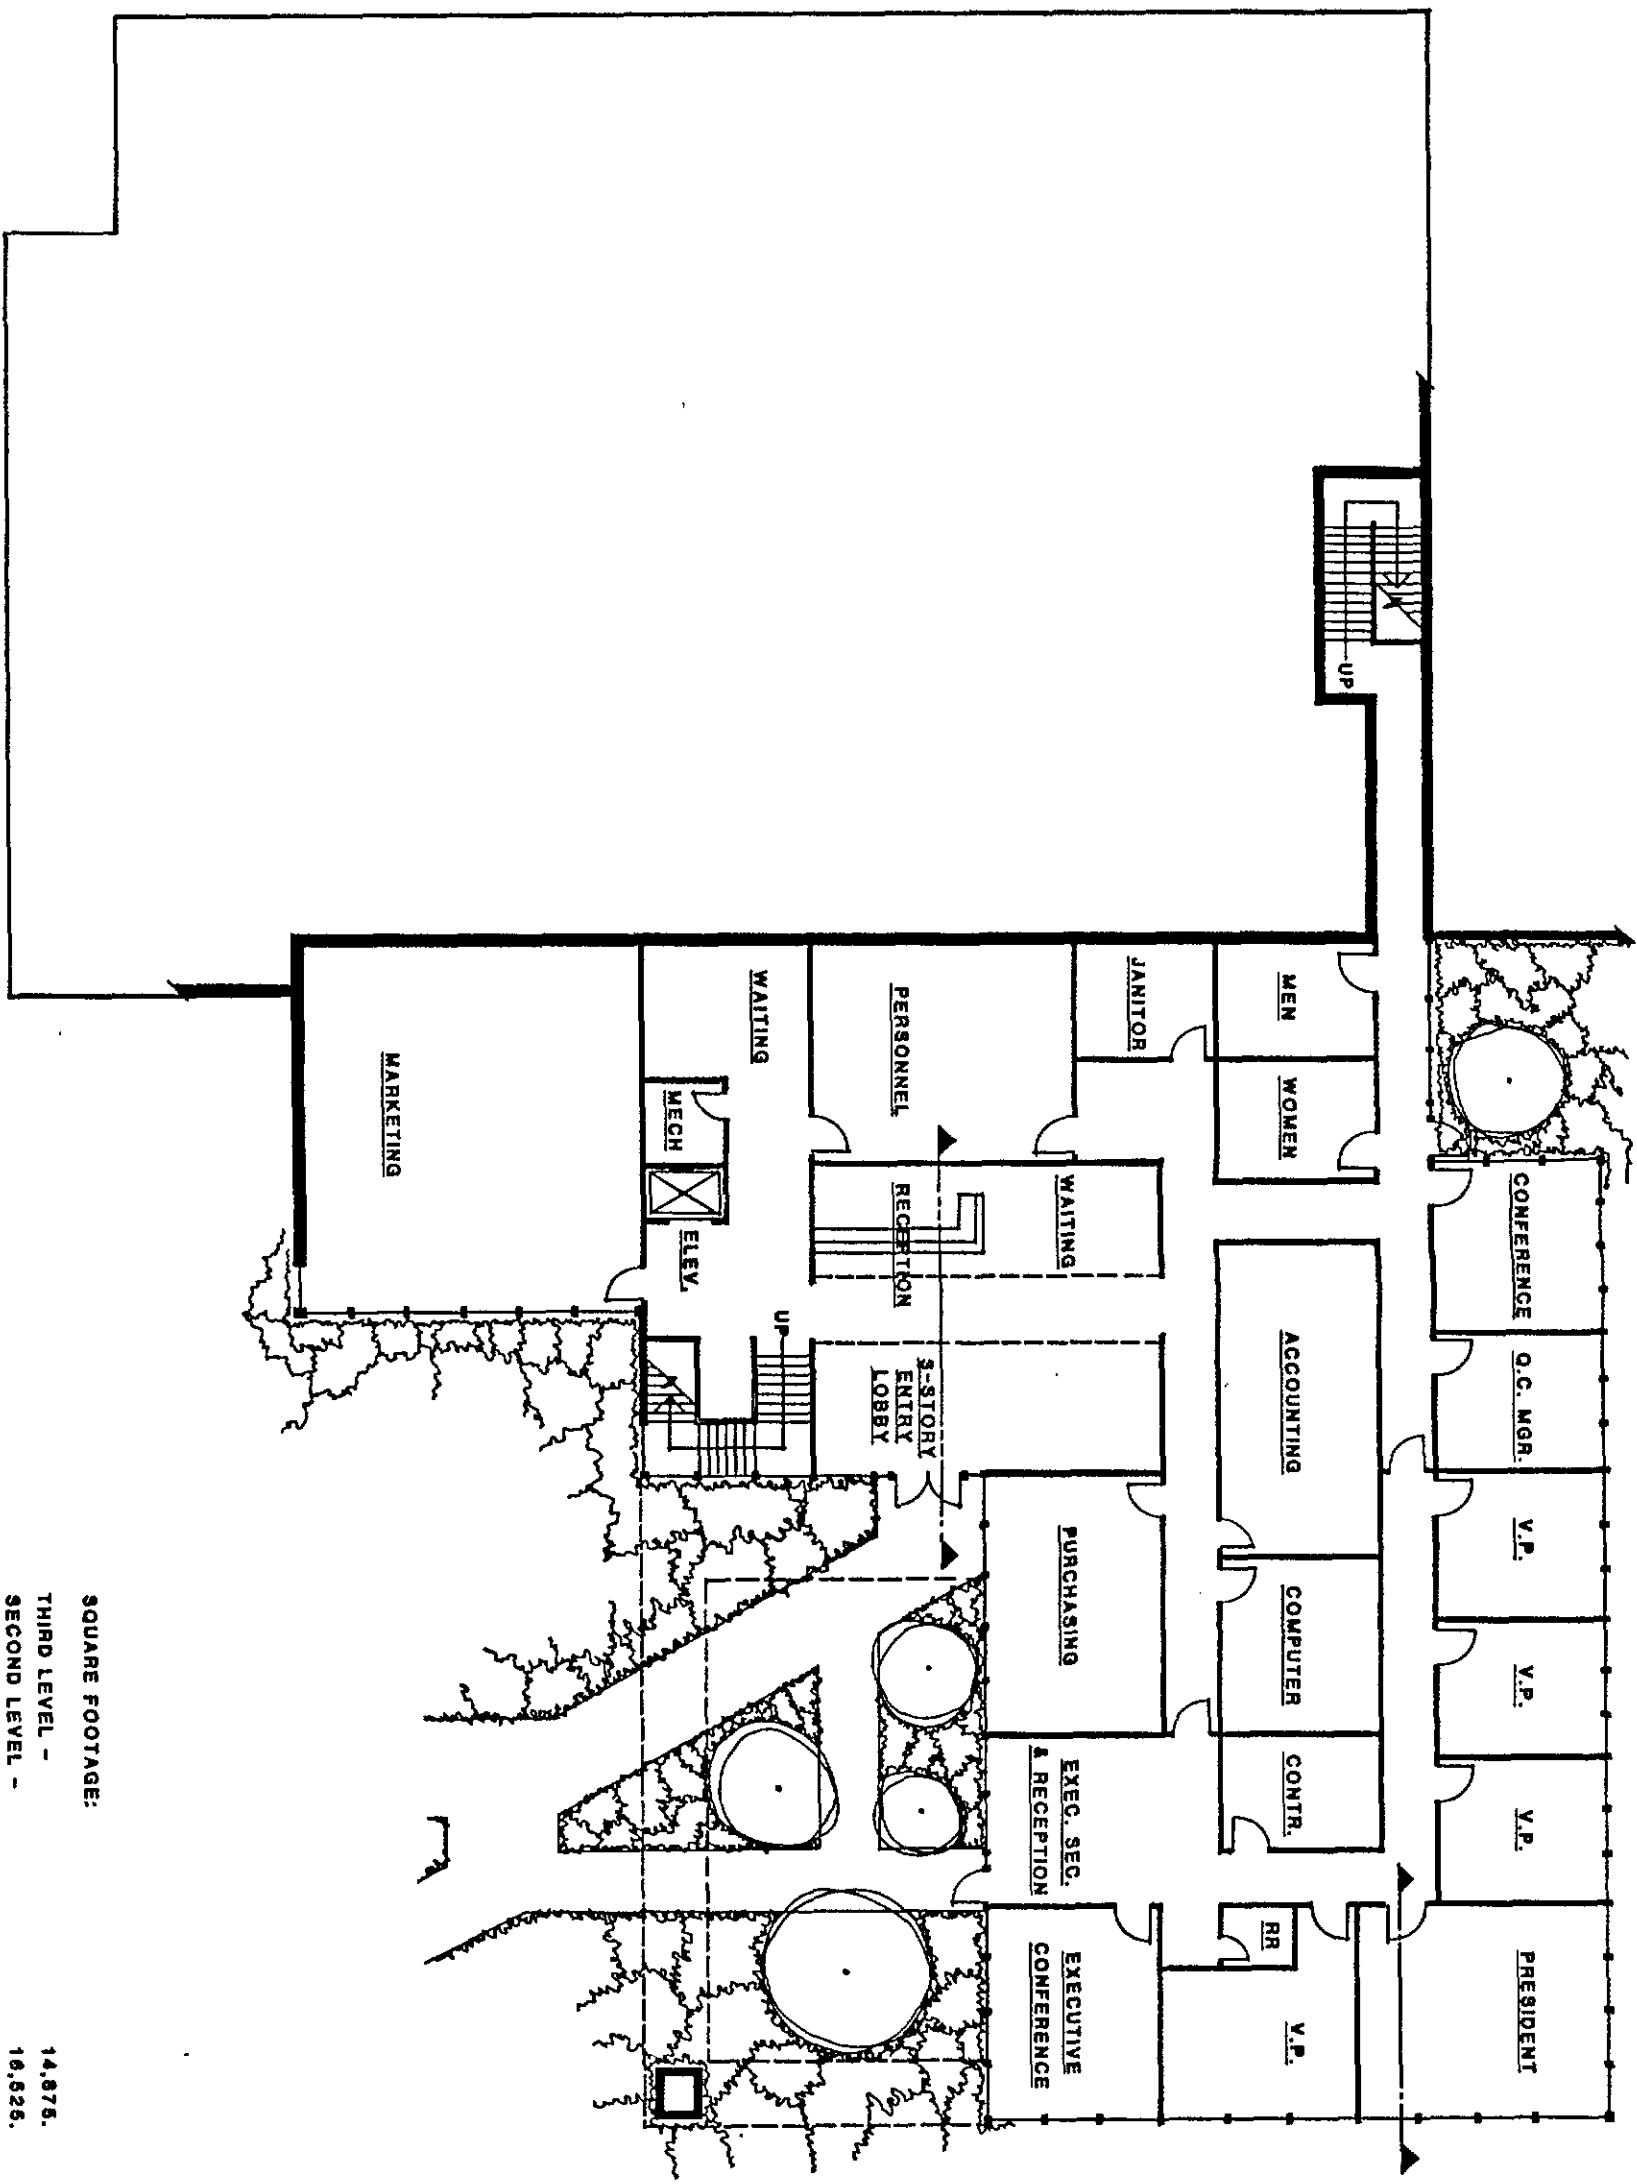 UP
CONFERENCE
Q.C. MGR.
V.P.
V.P.
V.P.
PRESIDENT
MEN
WOMEN
ACCOUNTING
COMPUTER
CONTR.
RR
V.P.
JANITOR
WAITING
PURCHASING
EXEC. SEC.
& RECEPTION
EXECUTIVE
CONFERENCE
PERSONNEL
RECEPTION
3-STORY
ENTRY
LOBBY
WAITING
UP
MECH
ELEV.
MARKETING
SQUARE FOOTAGE:
THIRD LEVEL - 14,875.
SECOND LEVEL - 16,525.